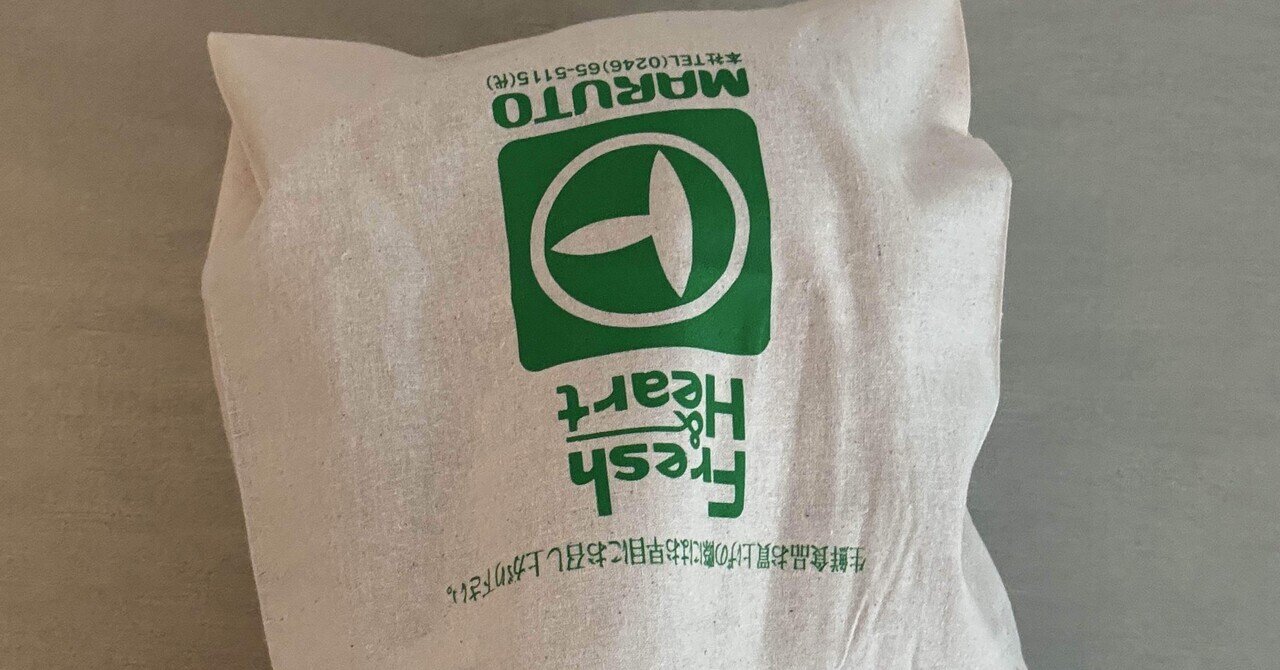 生鮮食品お買上げの際にはお早目にお召し上がり下さい。
Fresh
&
Heart
MARUTO
本社TEL(0246)65-5115(代)